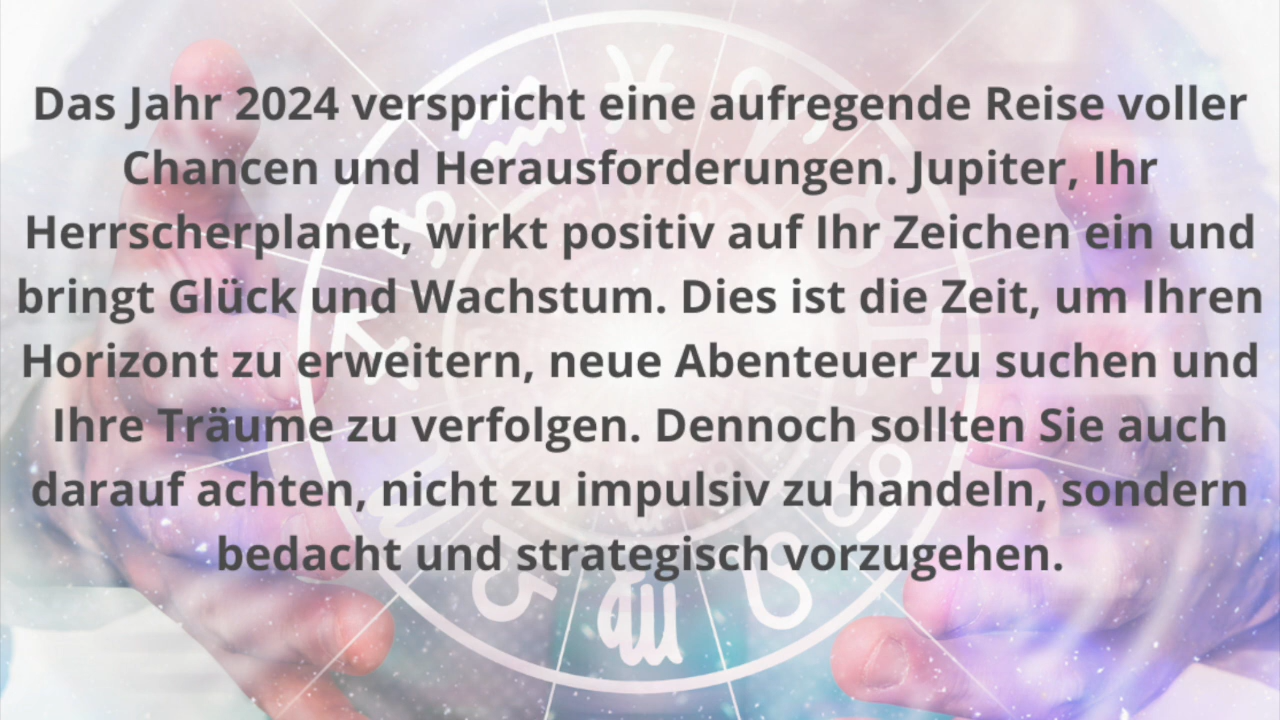 Das Jahr 2024 verspricht eine aufregende Reise voller
Chancen und Herausforderungen. Jupiter, Ihr
Herrscherplanet, wirkt positiv auf Ihr Zeichen ein und
bringt Glück und Wachstum. Dies ist die Zeit, um Ihren
Horizont zu erweitern, neue Abenteuer zu suchen und
Ihre Träume zu verfolgen. Dennoch sollten Sie auch
darauf achten, nicht zu impulsiv zu handeln, sondern
bedacht und strategisch vorzugehen.